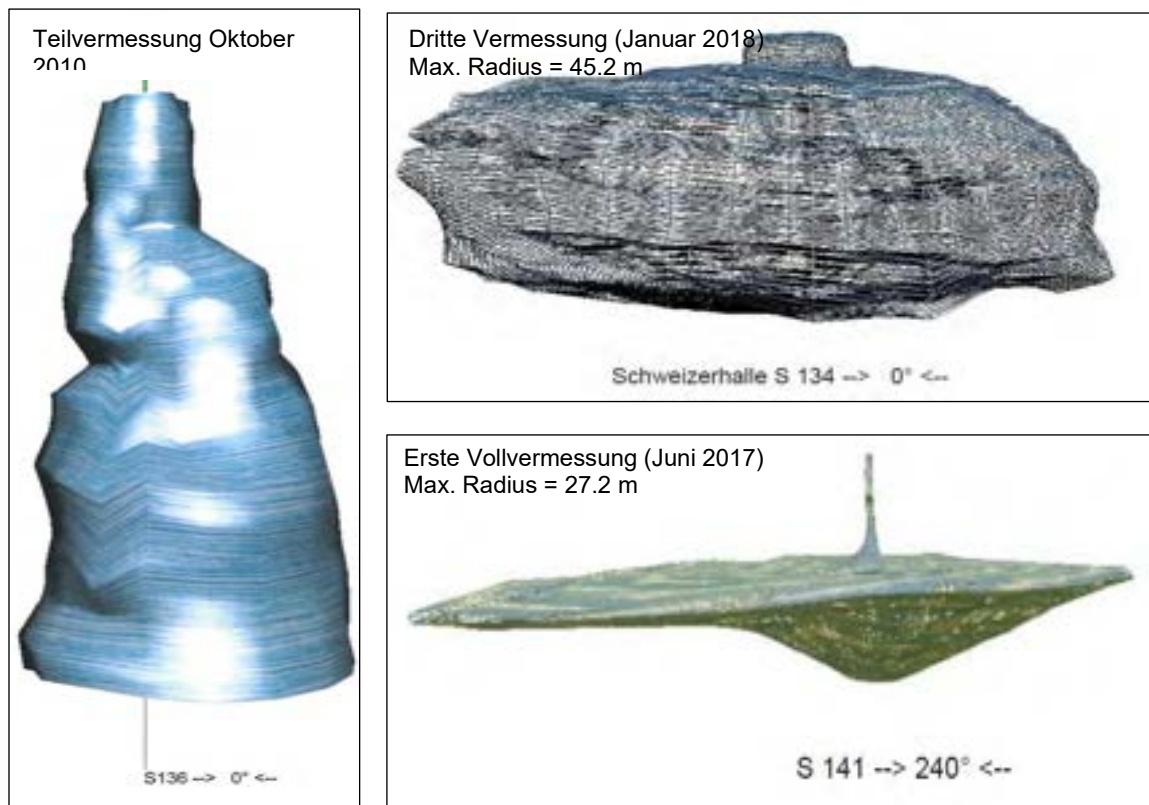 Teilvermessung Oktober
2010
S136 --> 0° <--
Dritte Vermessung (Januar 2018)
Max. Radius = 45.2 m
Schweizerhalle S 134 --> 0° <--
Erste Vollvermessung (Juni 2017)
Max. Radius = 27.2 m
S 141 --> 240° <--